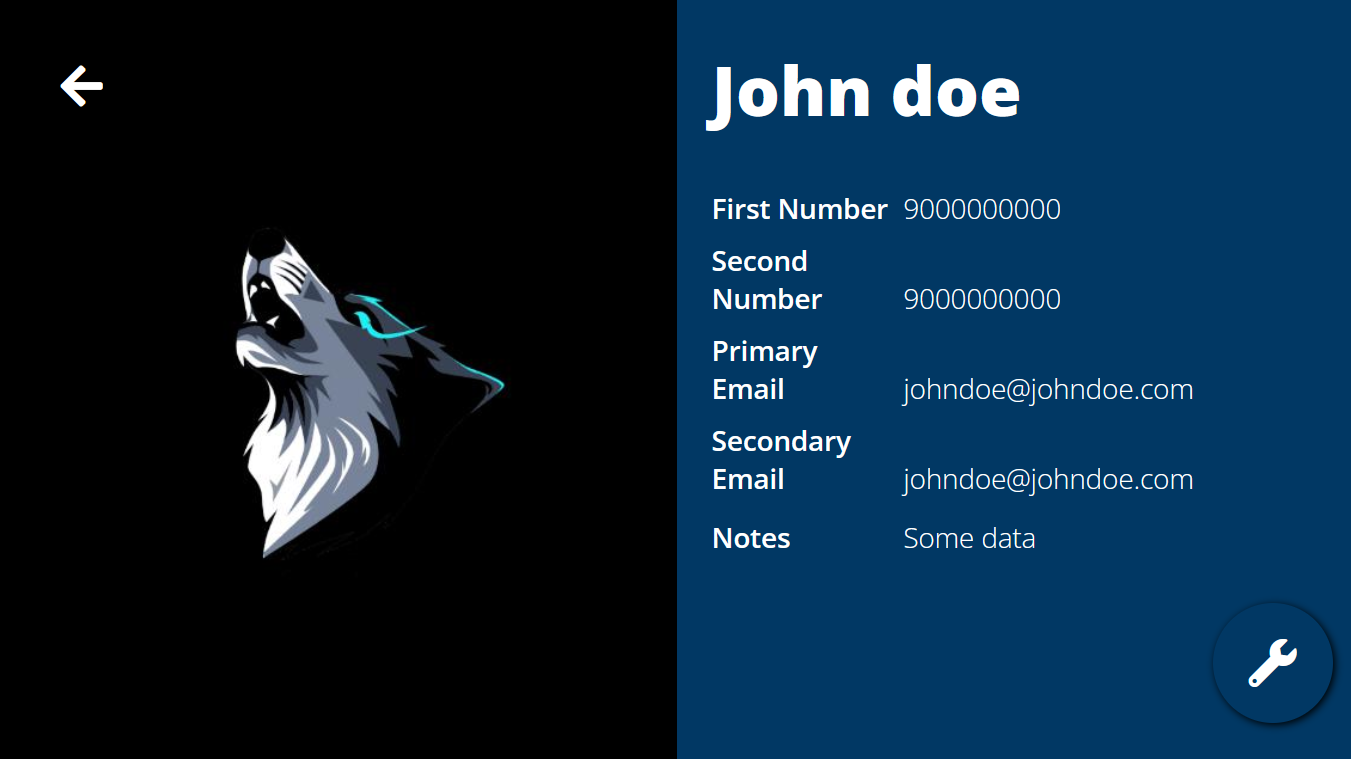 John doe
First Number 9000000000
Second
Number 9000000000
Primary
Email johndoe@johndoe.com
Secondary
Email johndoe@johndoe.com
Notes Some data